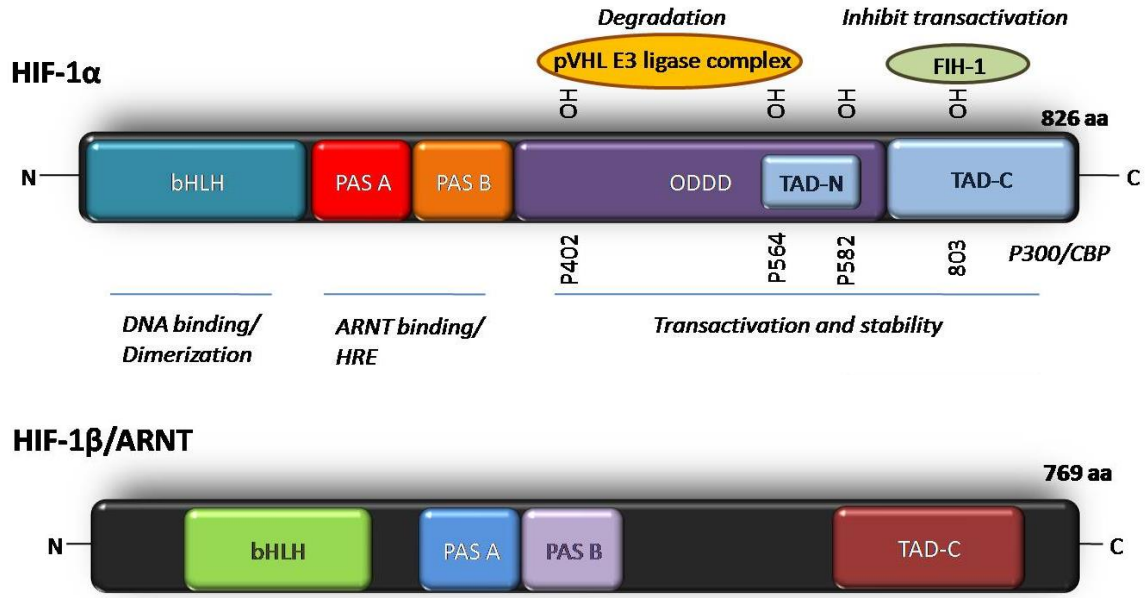 Degradation
Inhibit transactivation
pVHL E3 ligase complex
FIH-1
HIF-1α
OH
OH
OH
OH
826 aa
N
bHLH
PAS A
PAS B
ODDD
TAD-N
TAD-C
C
P402
P564
P582
803
P300/CBP
DNA binding/
Dimerization
ARNT binding/
HRE
Transactivation and stability
HIF-1β/ARNT
769 aa
N
bHLH
PAS A
PAS B
TAD-C
C